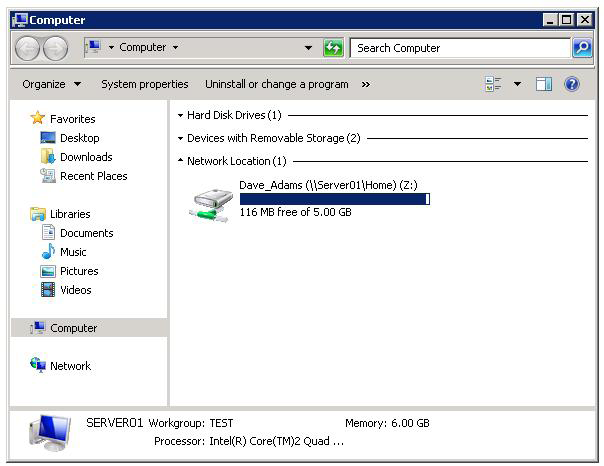 Computer
Computer
Search Computer
Organize System properties Uninstall or change a program »
Favorites
Desktop
Downloads
Recent Places
Libraries
Documents
Music
Pictures
Videos
Computer
Network
Hard Disk Drives (1)
Devices with Removable Storage (2)
Network Location (1)
Dave_Adams (\\Server01\Home) (Z:)
116 MB free of 5.00 GB
SERVER01 Workgroup: TEST Memory: 6.00 GB
Processor: Intel(R) Core(TM)2 Quad ...